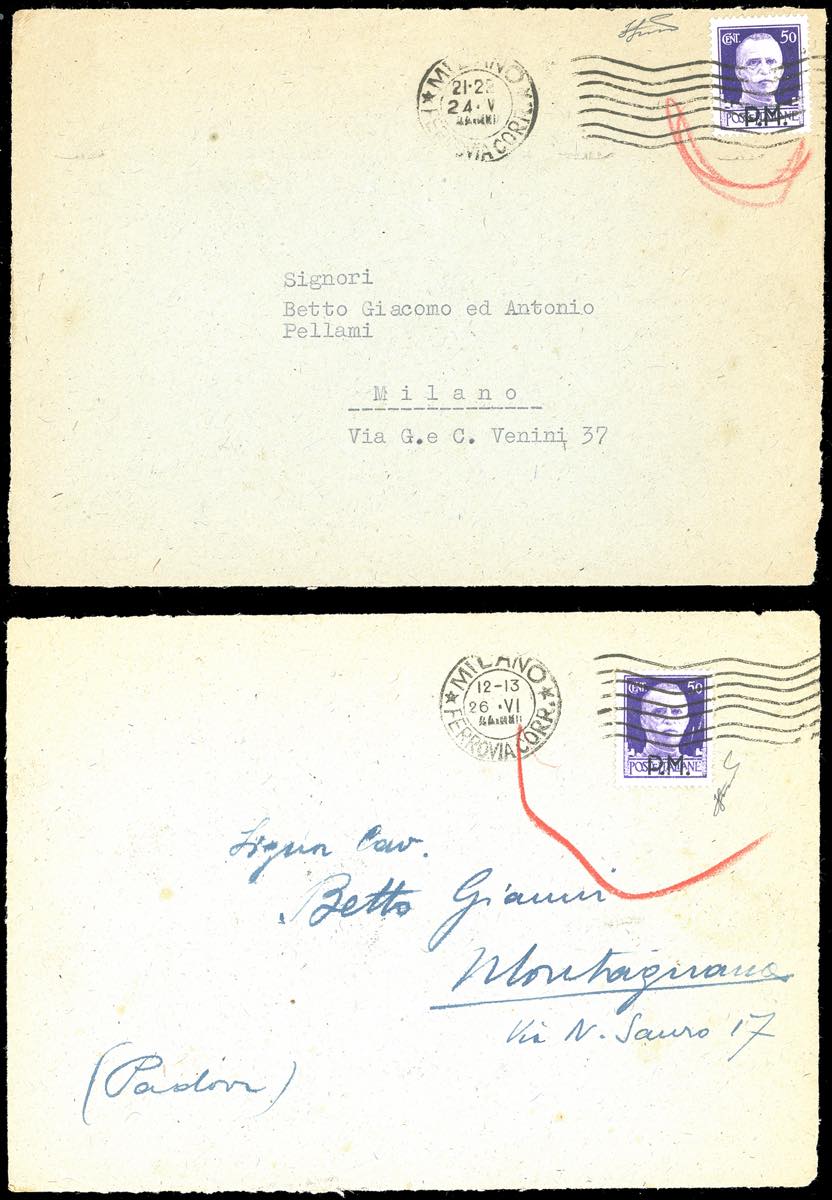 MILANO
21-22
24 · V
FERROVIA CORR.
CENT. 50
POSTE ITALIANE
P.M.
Signori
Betto Giacomo ed Antonio
Pellami
Milano
Via G.e C. Venini 37
MILANO
12-13
26 · VI
FERROVIA CORR.
CENT. 50
POSTE ITALIANE
P.M.
Signor Cav.
Betto Gianni
Montagnana
Via N. Sauro 17
(Padova)